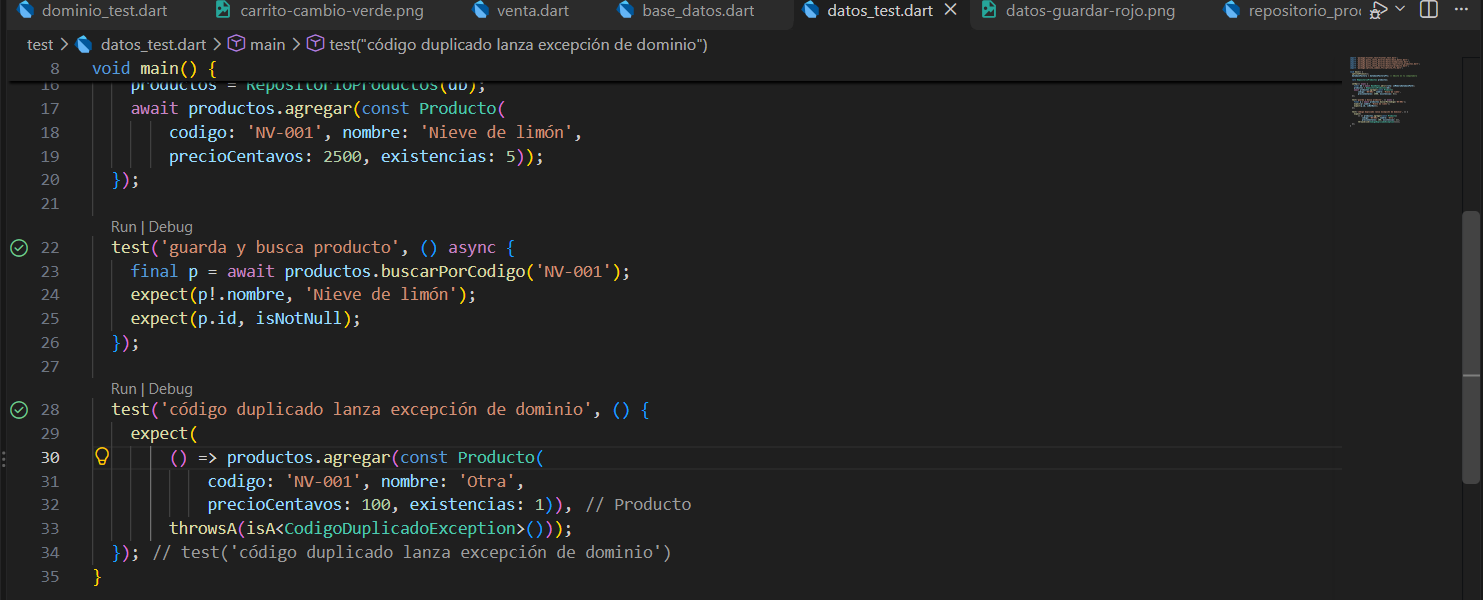 dominio_test.dart carrito-cambio-verde.png venta.dart base_datos.dart datos_test.dart datos-guardar-rojo.png repositorio_pro
test > datos_test.dart > main > test("código duplicado lanza excepción de dominio")
8 void main() {
16 productos = RepositorioProductos(db);
17 await productos.agregar(const Producto(
18 codigo: 'NV-001', nombre: 'Nieve de limón',
19 precioCentavos: 2500, existencias: 5));
20 });
21
Run | Debug
22 test('guarda y busca producto', () async {
23 final p = await productos.buscarPorCodigo('NV-001');
24 expect(p!.nombre, 'Nieve de limón');
25 expect(p.id, isNotNull);
26 });
27
Run | Debug
28 test('código duplicado lanza excepción de dominio', () {
29 expect(
30 () => productos.agregar(const Producto(
31 codigo: 'NV-001', nombre: 'Otra',
32 precioCentavos: 100, existencias: 1)), // Producto
33 throwsA(isA<CodigoDuplicadoException>()));
34 }); // test('código duplicado lanza excepción de dominio')
35 }